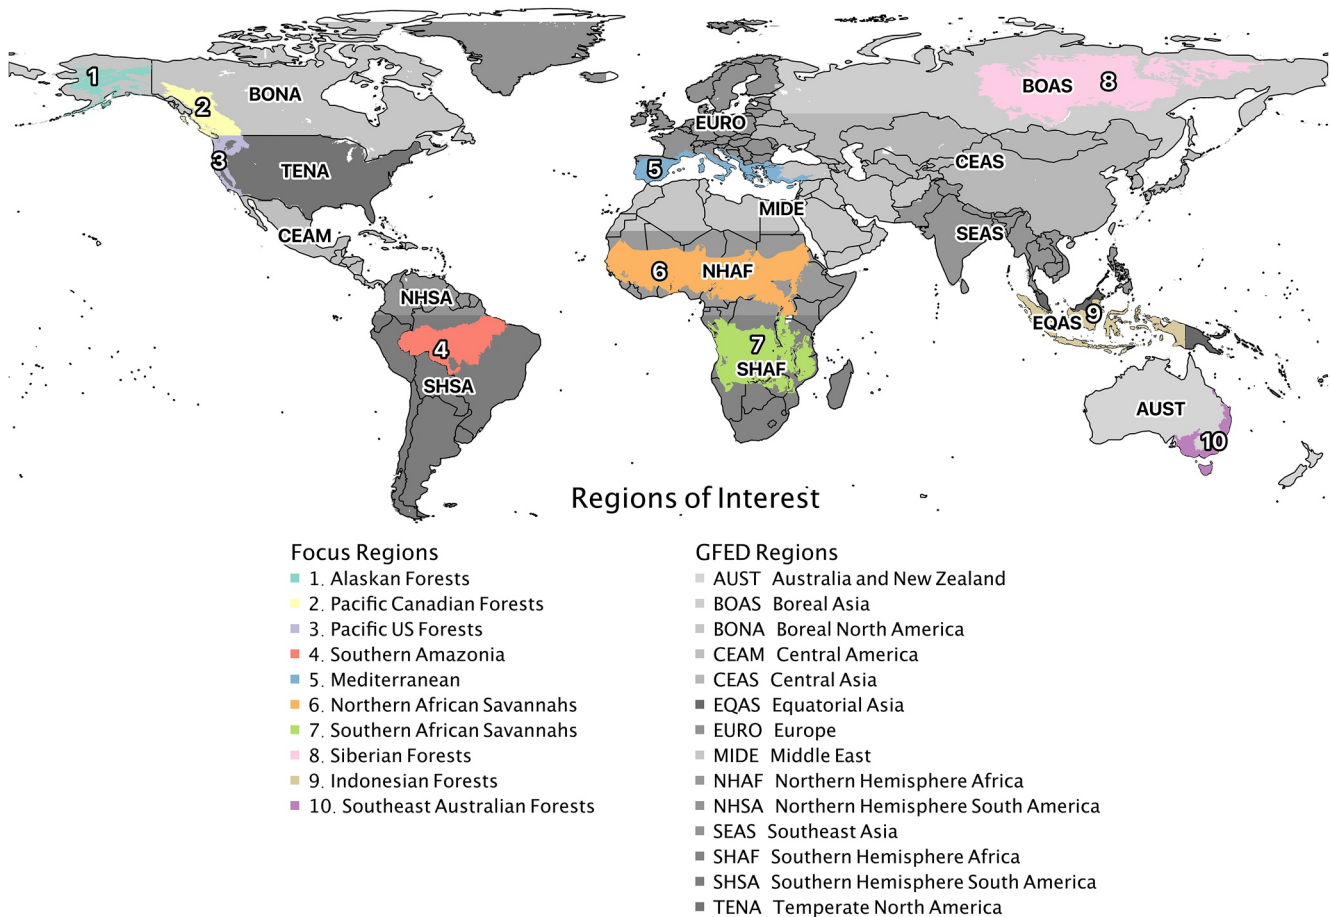 1
2
BONA
BOAS
8
EURO
3
TENA
5
CEAS
MIDE
CEAM
SEAS
6
NHAF
NHSA
9
EQAS
4
7
SHAF
SHSA
AUST
10
Regions of Interest
Focus Regions
1. Alaskan Forests
2. Pacific Canadian Forests
3. Pacific US Forests
4. Southern Amazonia
5. Mediterranean
6. Northern African Savannahs
7. Southern African Savannahs
8. Siberian Forests
9. Indonesian Forests
10. Southeast Australian Forests
GFED Regions
AUST Australia and New Zealand
BOAS Boreal Asia
BONA Boreal North America
CEAM Central America
CEAS Central Asia
EQAS Equatorial Asia
EURO Europe
MIDE Middle East
NHAF Northern Hemisphere Africa
NHSA Northern Hemisphere South America
SEAS Southeast Asia
SHAF Southern Hemisphere Africa
SHSA Southern Hemisphere South America
TENA Temperate North America